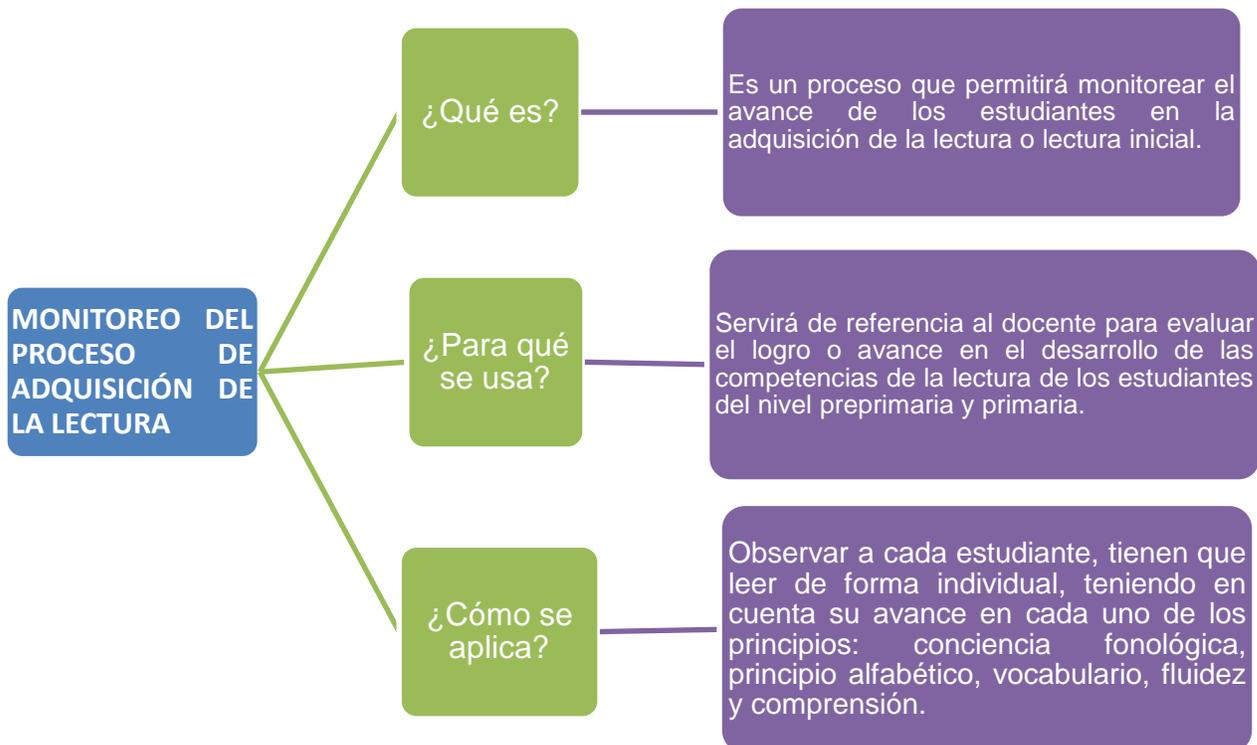 MONITOREO DEL
PROCESO DE
ADQUISICIÓN DE
LA LECTURA
¿Qué es?
Es un proceso que permitirá monitorear el
avance de los estudiantes en la
adquisición de la lectura o lectura inicial.
¿Para qué
se usa?
Servirá de referencia al docente para evaluar
el logro o avance en el desarrollo de las
competencias de la lectura de los estudiantes
del nivel preprimaria y primaria.
¿Cómo se
aplica?
Observar a cada estudiante, tienen que
leer de forma individual, teniendo en
cuenta su avance en cada uno de los
principios: conciencia fonológica,
principio alfabético, vocabulario, fluidez
y comprensión.